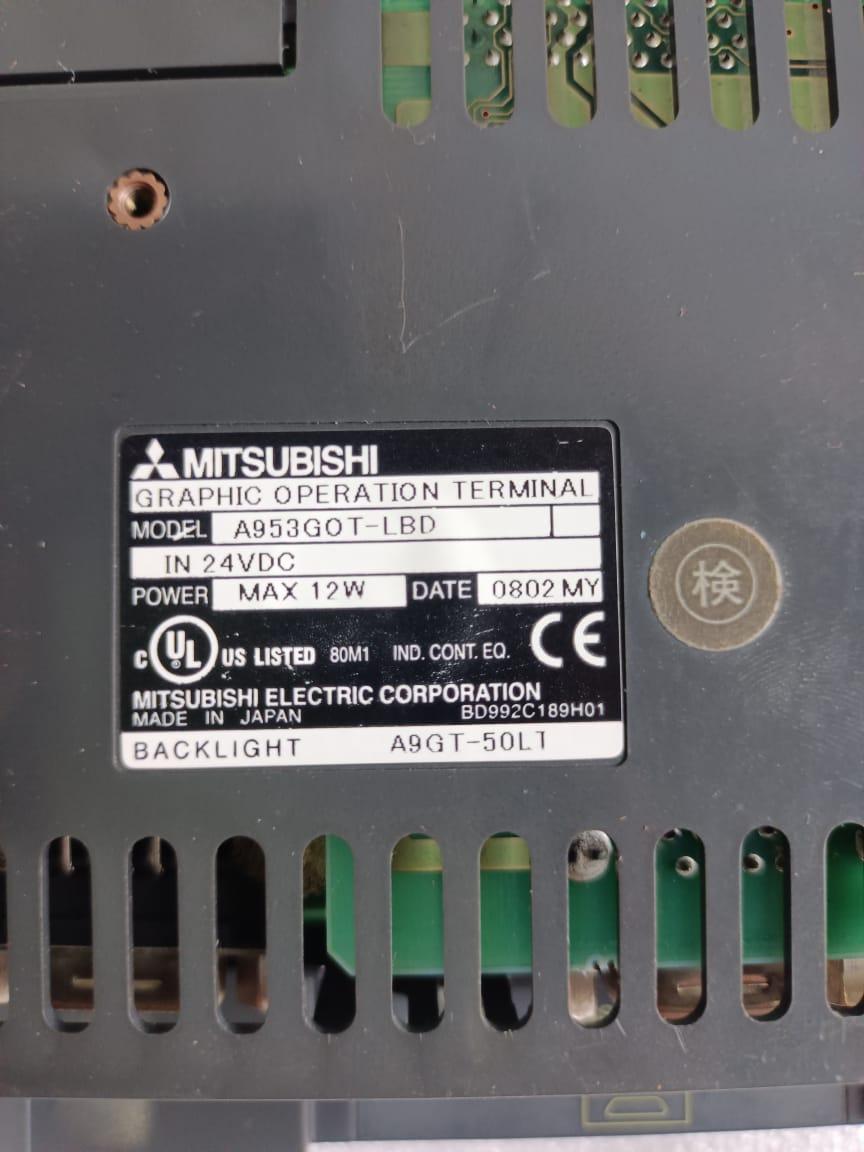 MITSUBISHI
GRAPHIC OPERATION TERMINAL
MODEL A953GOT-LBD
IN 24VDC
POWER MAX 12W DATE 0802 MY
C UL ® US LISTED 80M1 IND. CONT. EQ. CE
MITSUBISHI ELECTRIC CORPORATION
MADE IN JAPAN BD992C189H01
BACKLIGHT A9GT-50LT
検